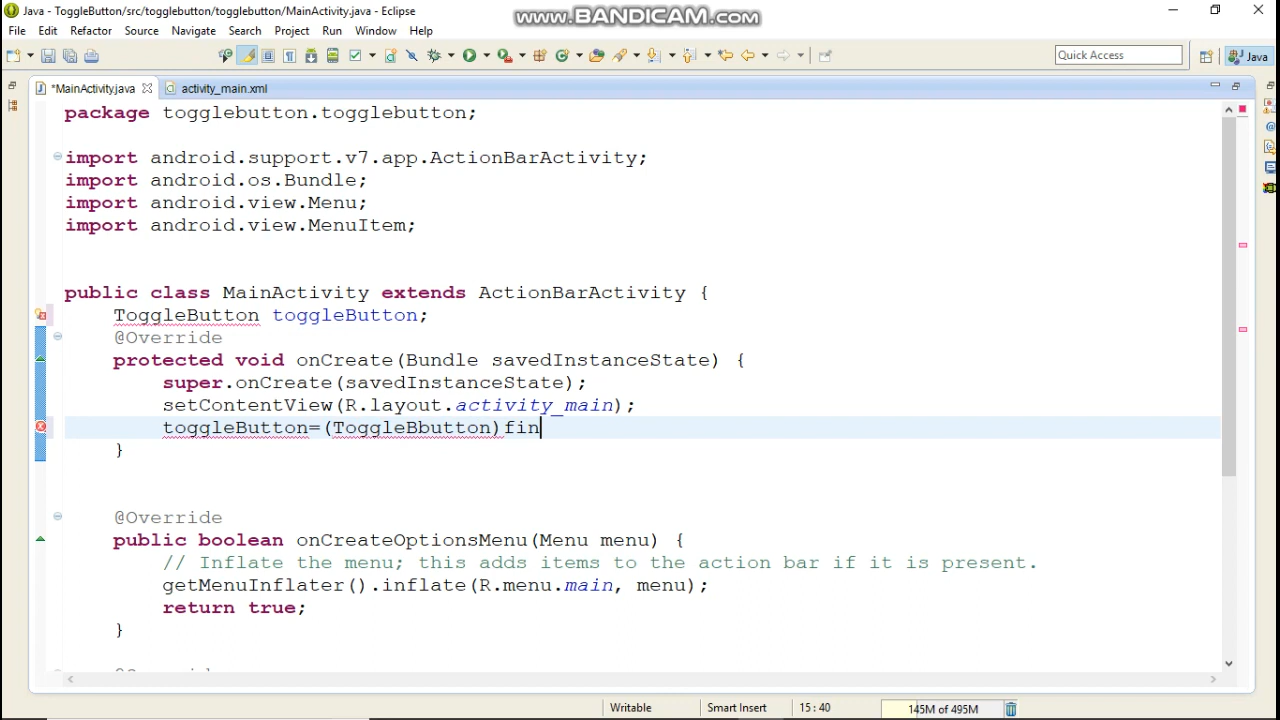 Java - ToggleButton/src/togglebutton/togglebutton/MainActivity.java - Eclipse
www.BANDICAM.com
File Edit Refactor Source Navigate Search Project Run Window Help
Quick Access
Java
*MainActivity.java
activity_main.xml
package togglebutton.togglebutton;
import android.support.v7.app.ActionBarActivity;
import android.os.Bundle;
import android.view.Menu;
import android.view.MenuItem;
public class MainActivity extends ActionBarActivity {
ToggleButton toggleButton;
@Override
protected void onCreate(Bundle savedInstanceState) {
super.onCreate(savedInstanceState);
setContentView(R.layout.activity_main);
toggleButton=(ToggleBbutton)fin
}
@Override
public boolean onCreateOptionsMenu(Menu menu) {
// Inflate the menu; this adds items to the action bar if it is present.
getMenuInflater().inflate(R.menu.main, menu);
return true;
}
Writable
Smart Insert
15 : 40
145M of 495M